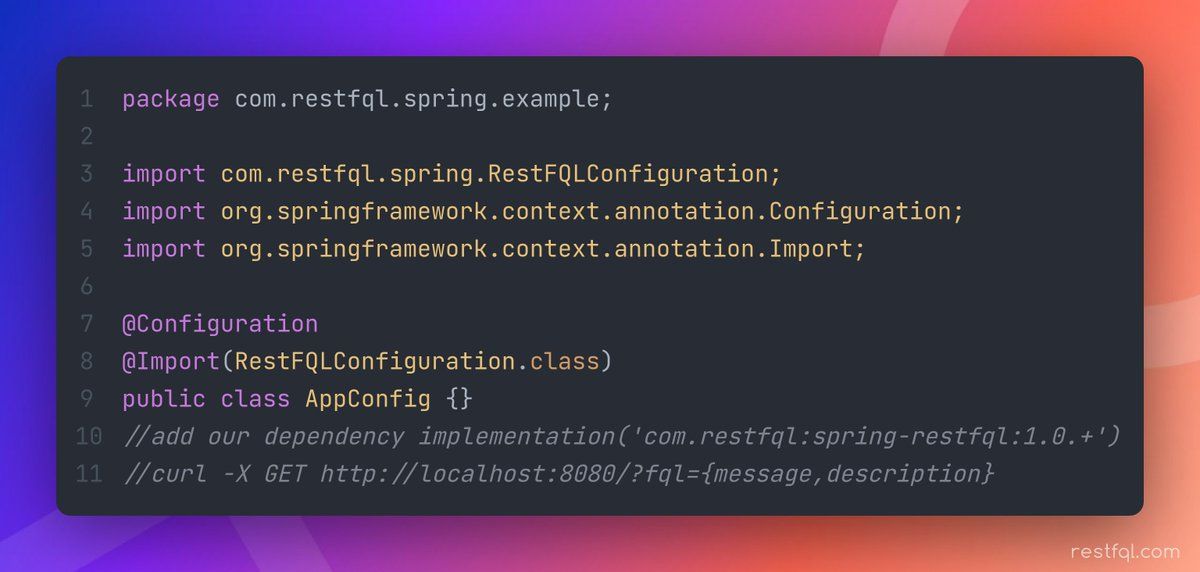 1 package com.restfql.spring.example;
2
3 import com.restfql.spring.RestFQLConfiguration;
4 import org.springframework.context.annotation.Configuration;
5 import org.springframework.context.annotation.Import;
6
7 @Configuration
8 @Import(RestFQLConfiguration.class)
9 public class AppConfig {}
10 //add our dependency implementation('com.restfql:spring-restfql:1.0.+')
11 //curl -X GET http://localhost:8080/?fql={message,description}
restfql.com